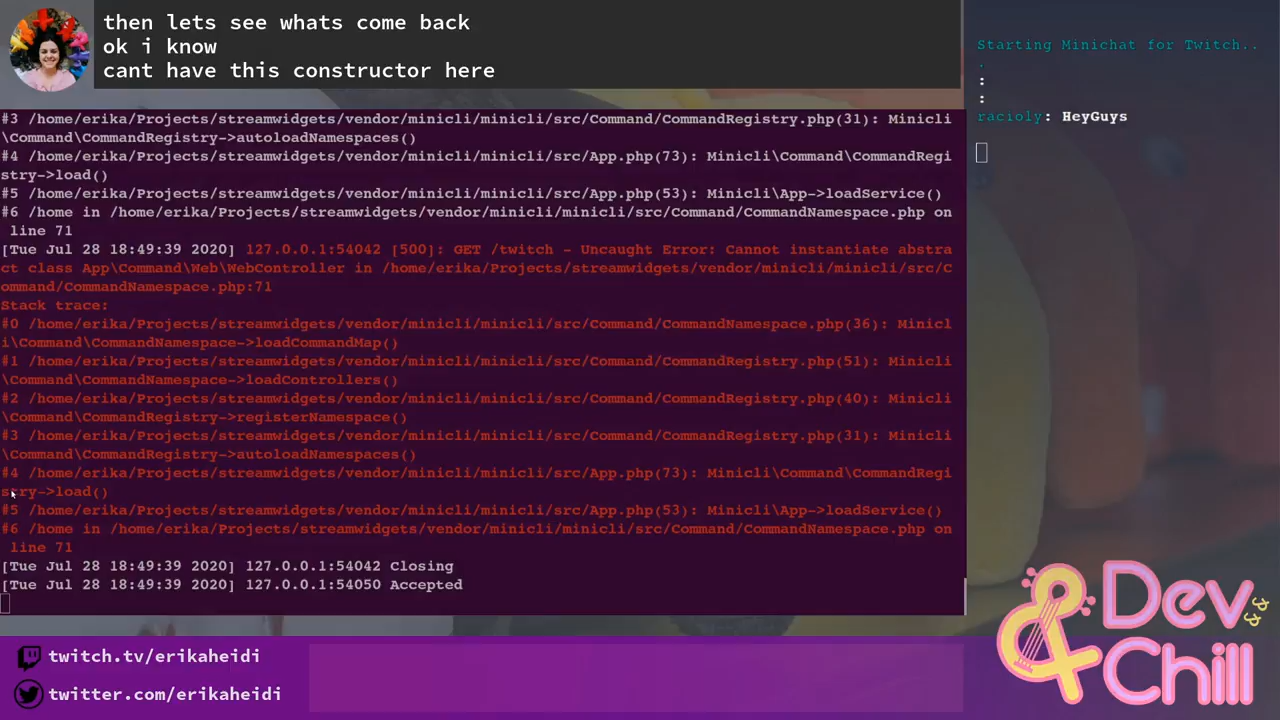 then lets see whats come back
ok i know
cant have this constructor here
Starting Minichat for Twitch..
.
:
:
racioly: HeyGuys
#3 /home/erika/Projects/streamwidgets/vendor/minicli/minicli/src/Command/CommandRegistry.php(31): Minicli
\Command\CommandRegistry->autoloadNamespaces()
#4 /home/erika/Projects/streamwidgets/vendor/minicli/minicli/src/App.php(73): Minicli\Command\CommandRegi
stry->load()
#5 /home/erika/Projects/streamwidgets/vendor/minicli/minicli/src/App.php(53): Minicli\App->loadService()
#6 /home in /home/erika/Projects/streamwidgets/vendor/minicli/minicli/src/Command/CommandNamespace.php on
line 71
[Tue Jul 28 18:49:39 2020] 127.0.0.1:54042 [500]: GET /twitch - Uncaught Error: Cannot instantiate abstra
ct class App\Command\Web\WebController in /home/erika/Projects/streamwidgets/vendor/minicli/minicli/src/C
ommand/CommandNamespace.php:71
Stack trace:
#0 /home/erika/Projects/streamwidgets/vendor/minicli/minicli/src/Command/CommandNamespace.php(36): Minicl
i\Command\CommandNamespace->loadCommandMap()
#1 /home/erika/Projects/streamwidgets/vendor/minicli/minicli/src/Command/CommandRegistry.php(51): Minicli
\Command\CommandNamespace->loadControllers()
#2 /home/erika/Projects/streamwidgets/vendor/minicli/minicli/src/Command/CommandRegistry.php(40): Minicli
\Command\CommandRegistry->registerNamespace()
#3 /home/erika/Projects/streamwidgets/vendor/minicli/minicli/src/Command/CommandRegistry.php(31): Minicli
\Command\CommandRegistry->autoloadNamespaces()
#4 /home/erika/Projects/streamwidgets/vendor/minicli/minicli/src/App.php(73): Minicli\Command\CommandRegi
stry->load()
#5 /home/erika/Projects/streamwidgets/vendor/minicli/minicli/src/App.php(53): Minicli\App->loadService()
#6 /home in /home/erika/Projects/streamwidgets/vendor/minicli/minicli/src/Command/CommandNamespace.php on
line 71
[Tue Jul 28 18:49:39 2020] 127.0.0.1:54042 Closing
[Tue Jul 28 18:49:39 2020] 127.0.0.1:54050 Accepted
twitch.tv/erikaheidi
twitter.com/erikaheidi
& Dev &&
Chill